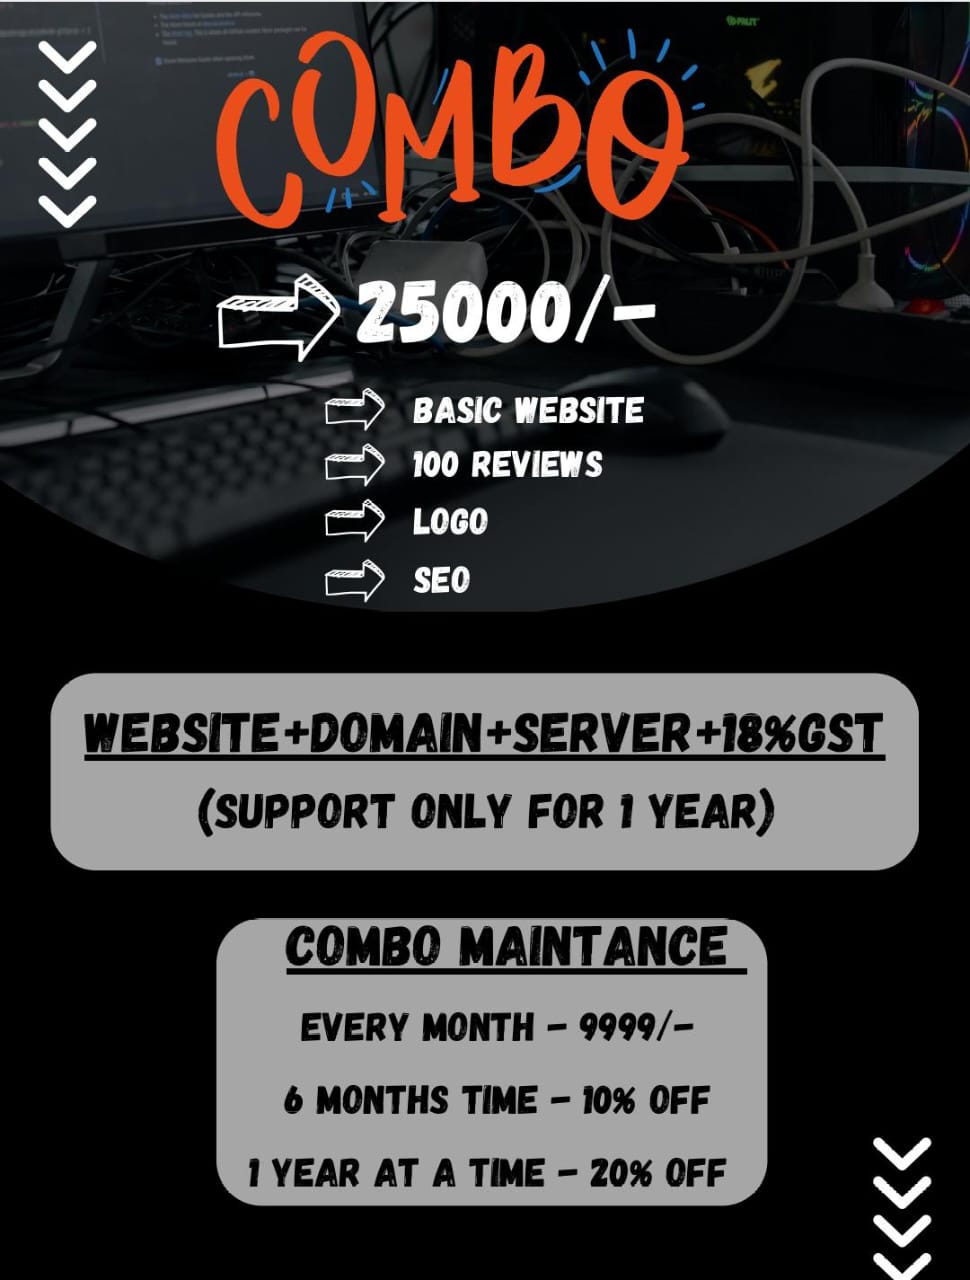 COMBO
25000/-
BASIC WEBSITE
100 REVIEWS
LOGO
SEO
WEBSITE+DOMAIN+SERVER+18%GST
(SUPPORT ONLY FOR 1 YEAR)
COMBO MAINTANCE
EVERY MONTH - 9999/-
6 MONTHS TIME - 10% OFF
1 YEAR AT A TIME - 20% OFF